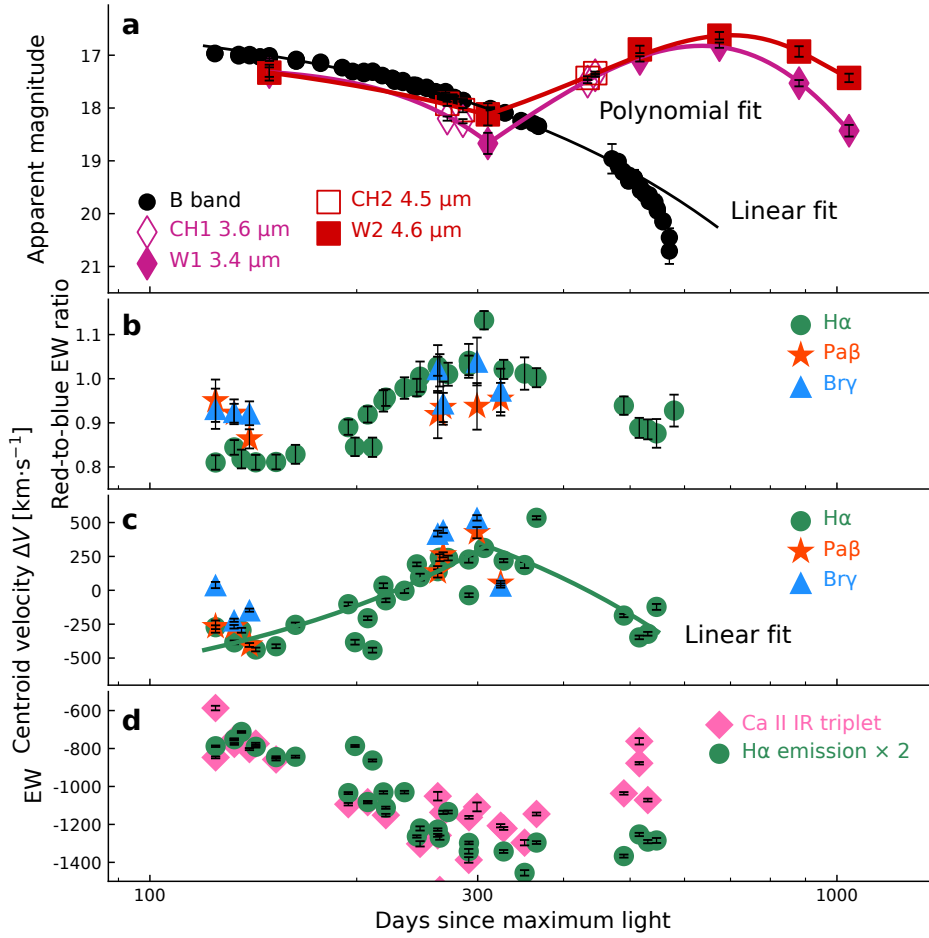 a
Apparent magnitude
17
18
19
20
21
Polynomial fit
Linear fit
B band
CH1 3.6 μm
W1 3.4 μm
CH2 4.5 μm
W2 4.6 μm
b
Red-to-blue EW ratio
1.1
1.0
0.9
0.8
Hα
Paβ
Brγ
c
Centroid velocity ΔV [km·s⁻¹]
500
250
0
-250
-500
Hα
Paβ
Brγ
Linear fit
d
EW
-600
-800
-1000
-1200
-1400
Ca II IR triplet
Hα emission × 2
100
300
1000
Days since maximum light